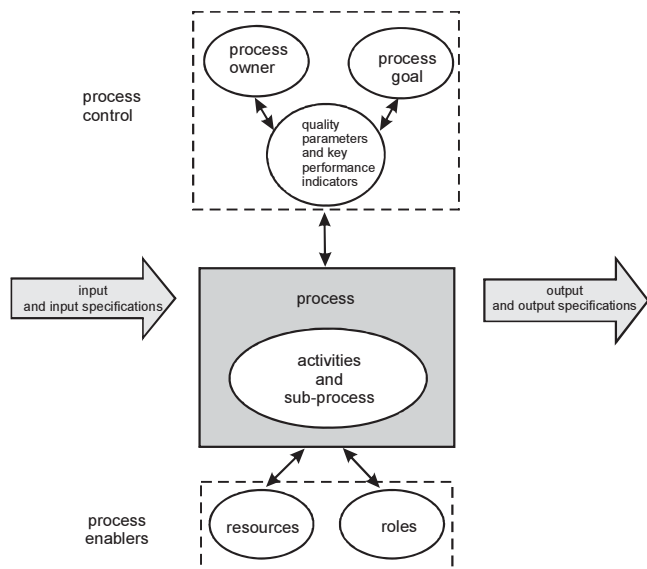 process
owner
process
goal
process
control
quality
parameters
and key
performance
indicators
input
and input specifications
process
output
and output specifications
activities
and
sub-process
process
enablers
resources
roles